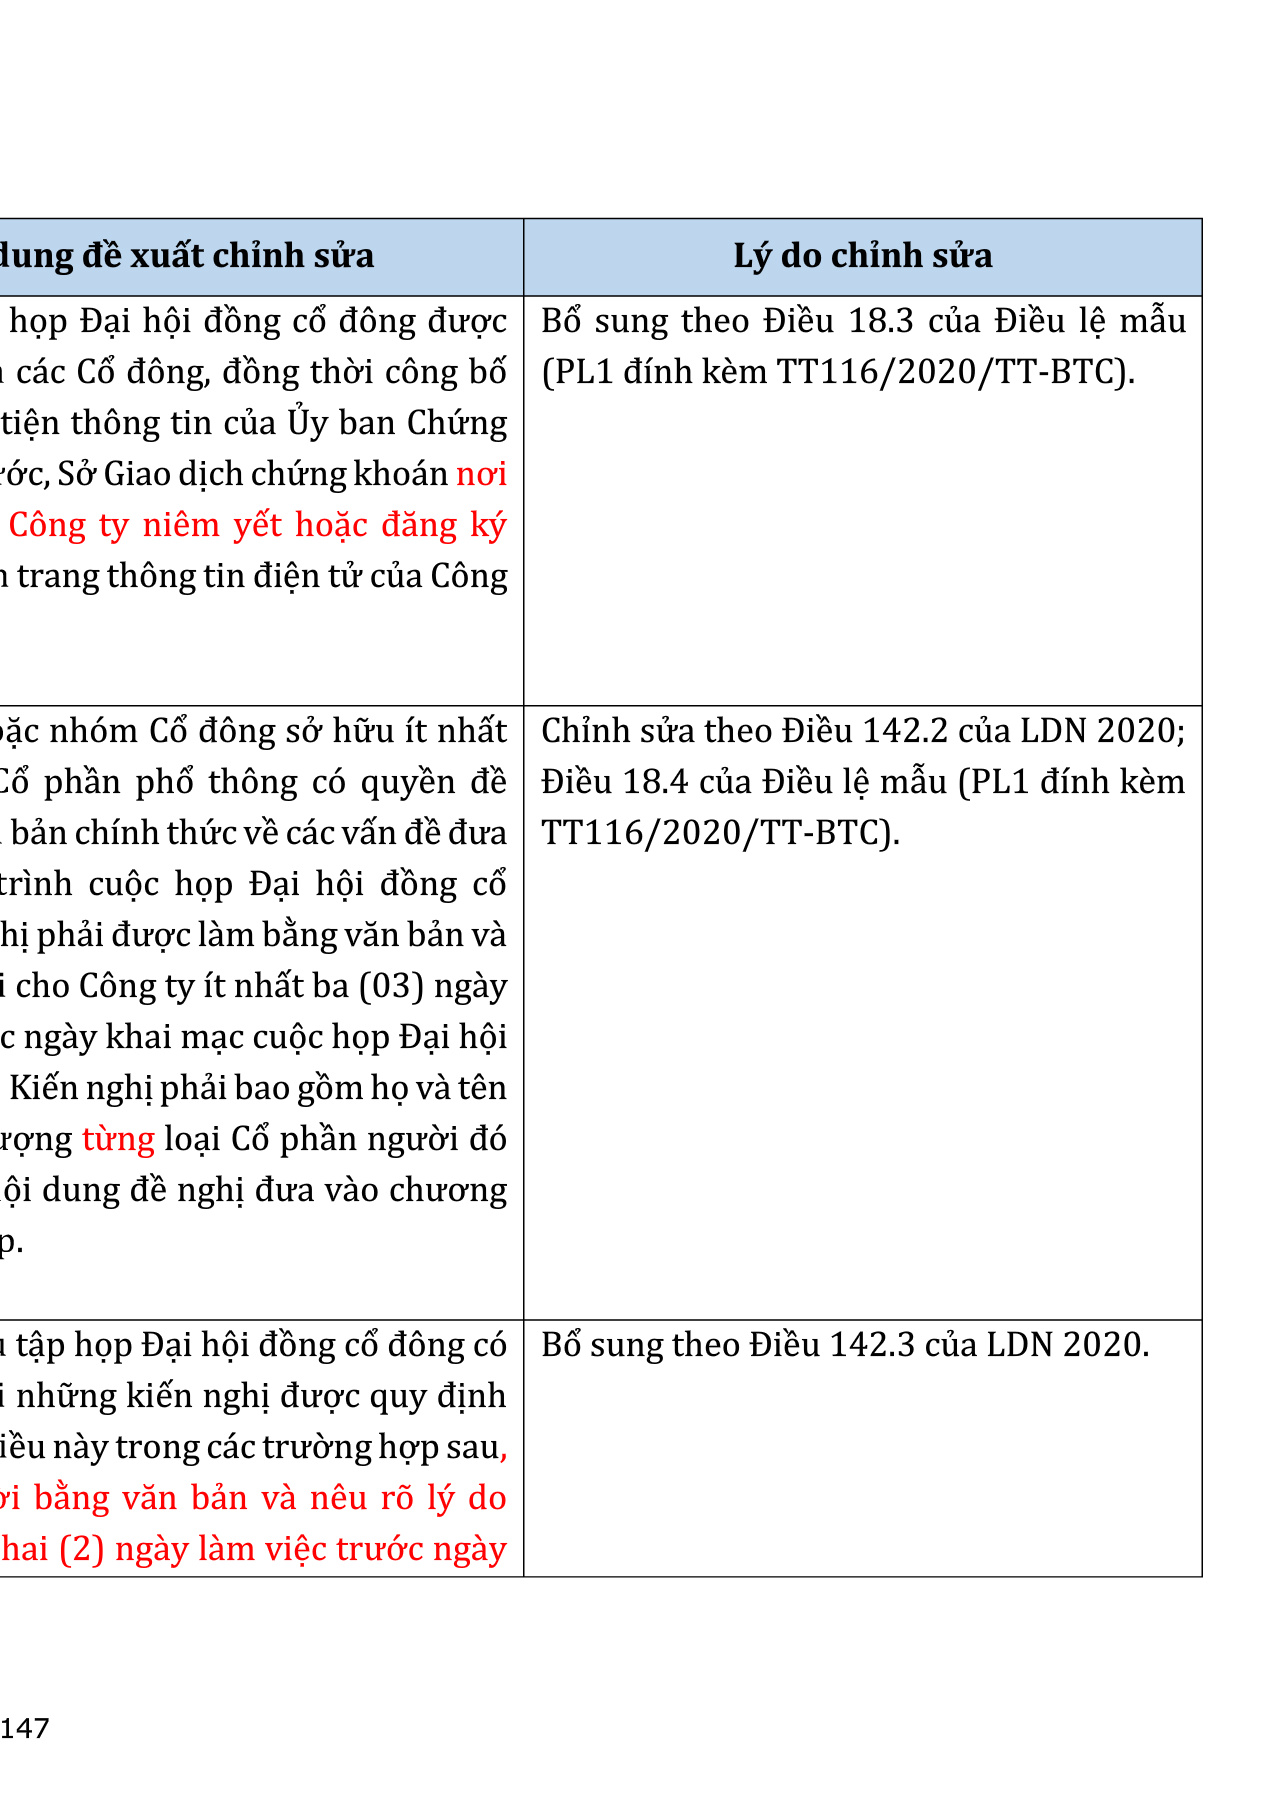 dung đề xuất chỉnh sửa
Lý do chỉnh sửa
họp Đại hội đồng cổ đông được
các Cổ đông, đồng thời công bố
tiện thông tin của Ủy ban Chứng
Sở Giao dịch chứng khoán nơi
Công ty niêm yết hoặc đăng ký
trang thông tin điện tử của Công
Bổ sung theo Điều 18.3 của Điều lệ mẫu
(PL1 đính kèm TT116/2020/TT-BTC).
nhóm Cổ đông sở hữu ít nhất
Cổ phần phổ thông có quyền đề
bản chính thức về các vấn đề đưa
trình cuộc họp Đại hội đồng cổ
phải được làm bằng văn bản và
cho Công ty ít nhất ba (03) ngày
ngày khai mạc cuộc họp Đại hội
Kiến nghị phải bao gồm họ và tên
từng loại Cổ phần người đó
dung đề nghị đưa vào chương
Chỉnh sửa theo Điều 142.2 của LDN 2020;
Điều 18.4 của Điều lệ mẫu (PL1 đính kèm
TT116/2020/TT-BTC).
tập họp Đại hội đồng cổ đông có
những kiến nghị được quy định
này trong các trường hợp sau,
bằng văn bản và nêu rõ lý do
hai (2) ngày làm việc trước ngày
Bổ sung theo Điều 142.3 của LDN 2020.
147